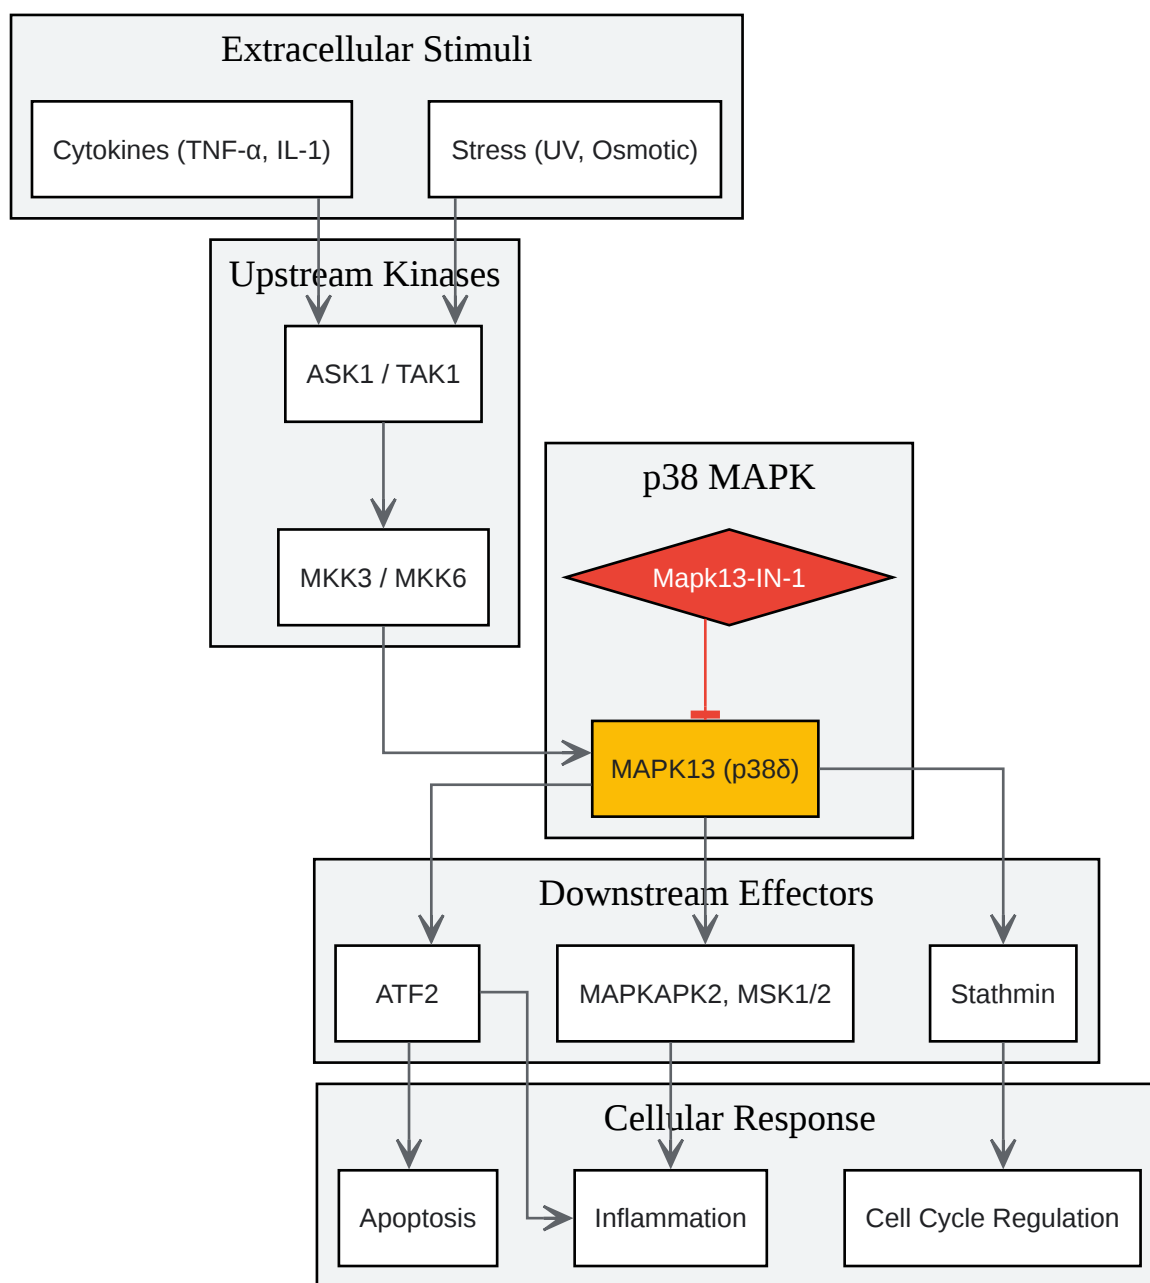 Extracellular Stimuli
Cytokines (TNF-α, IL-1)
Stress (UV, Osmotic)
Upstream Kinases
ASK1 / TAK1
MKK3 / MKK6
p38 MAPK
Mapk13-IN-1
MAPK13 (p38δ)
Downstream Effectors
ATF2
MAPKAPK2, MSK1/2
Stathmin
Cellular Response
Apoptosis
Inflammation
Cell Cycle Regulation